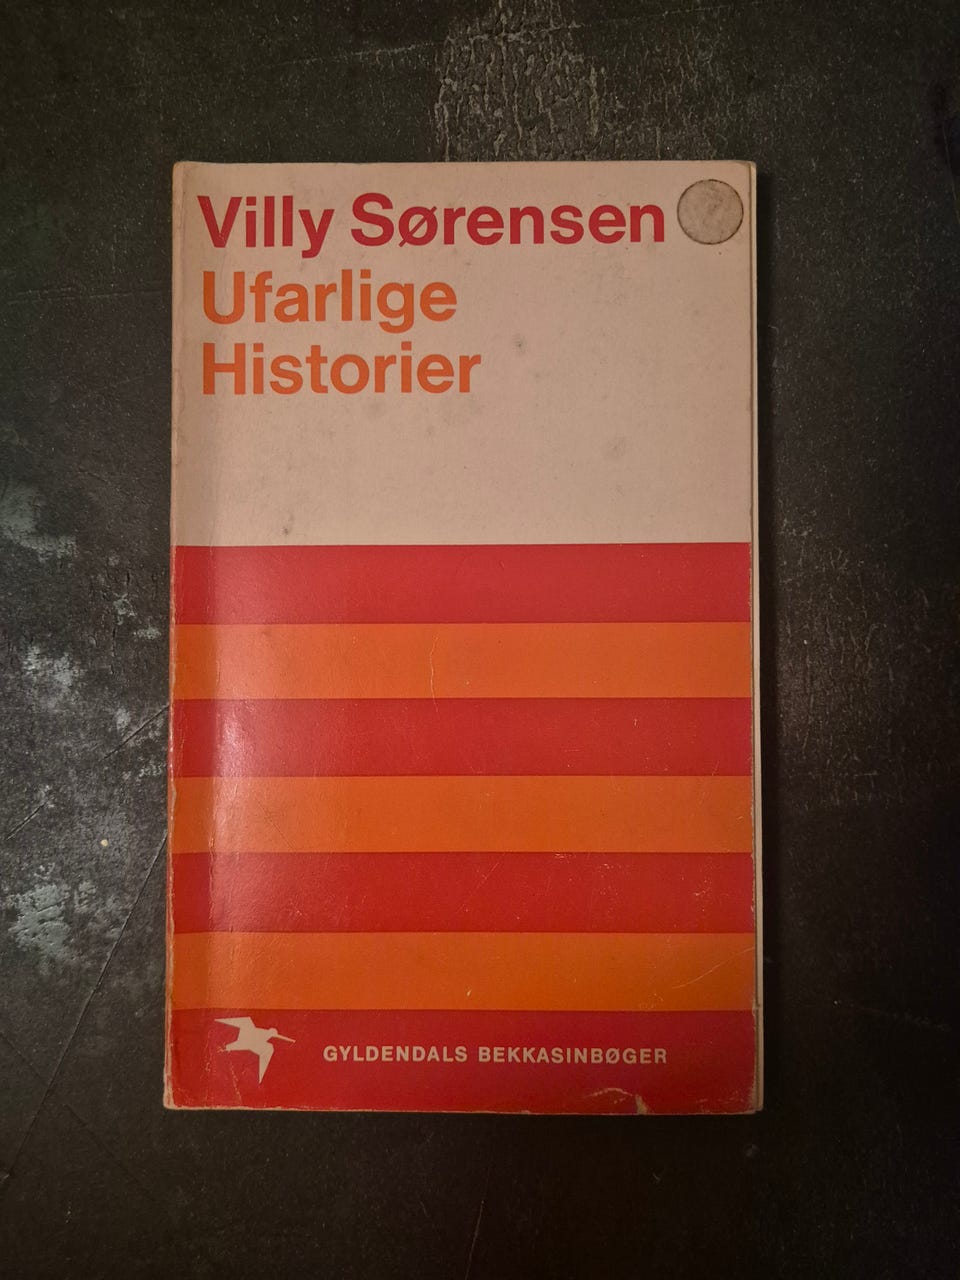 Villy Sørensen
Ufarlige
Historier
GYLDENDALS BEKKASINBØGER